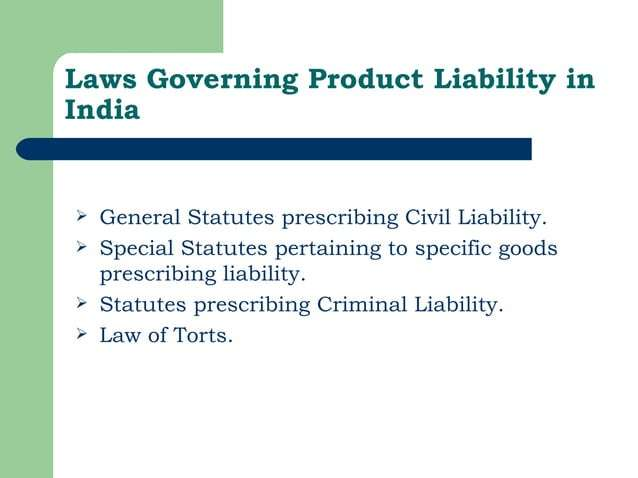 Laws Governing Product Liability in
India
➢ General Statutes prescribing Civil Liability.
➢ Special Statutes pertaining to specific goods
prescribing liability.
➢ Statutes prescribing Criminal Liability.
➢ Law of Torts.